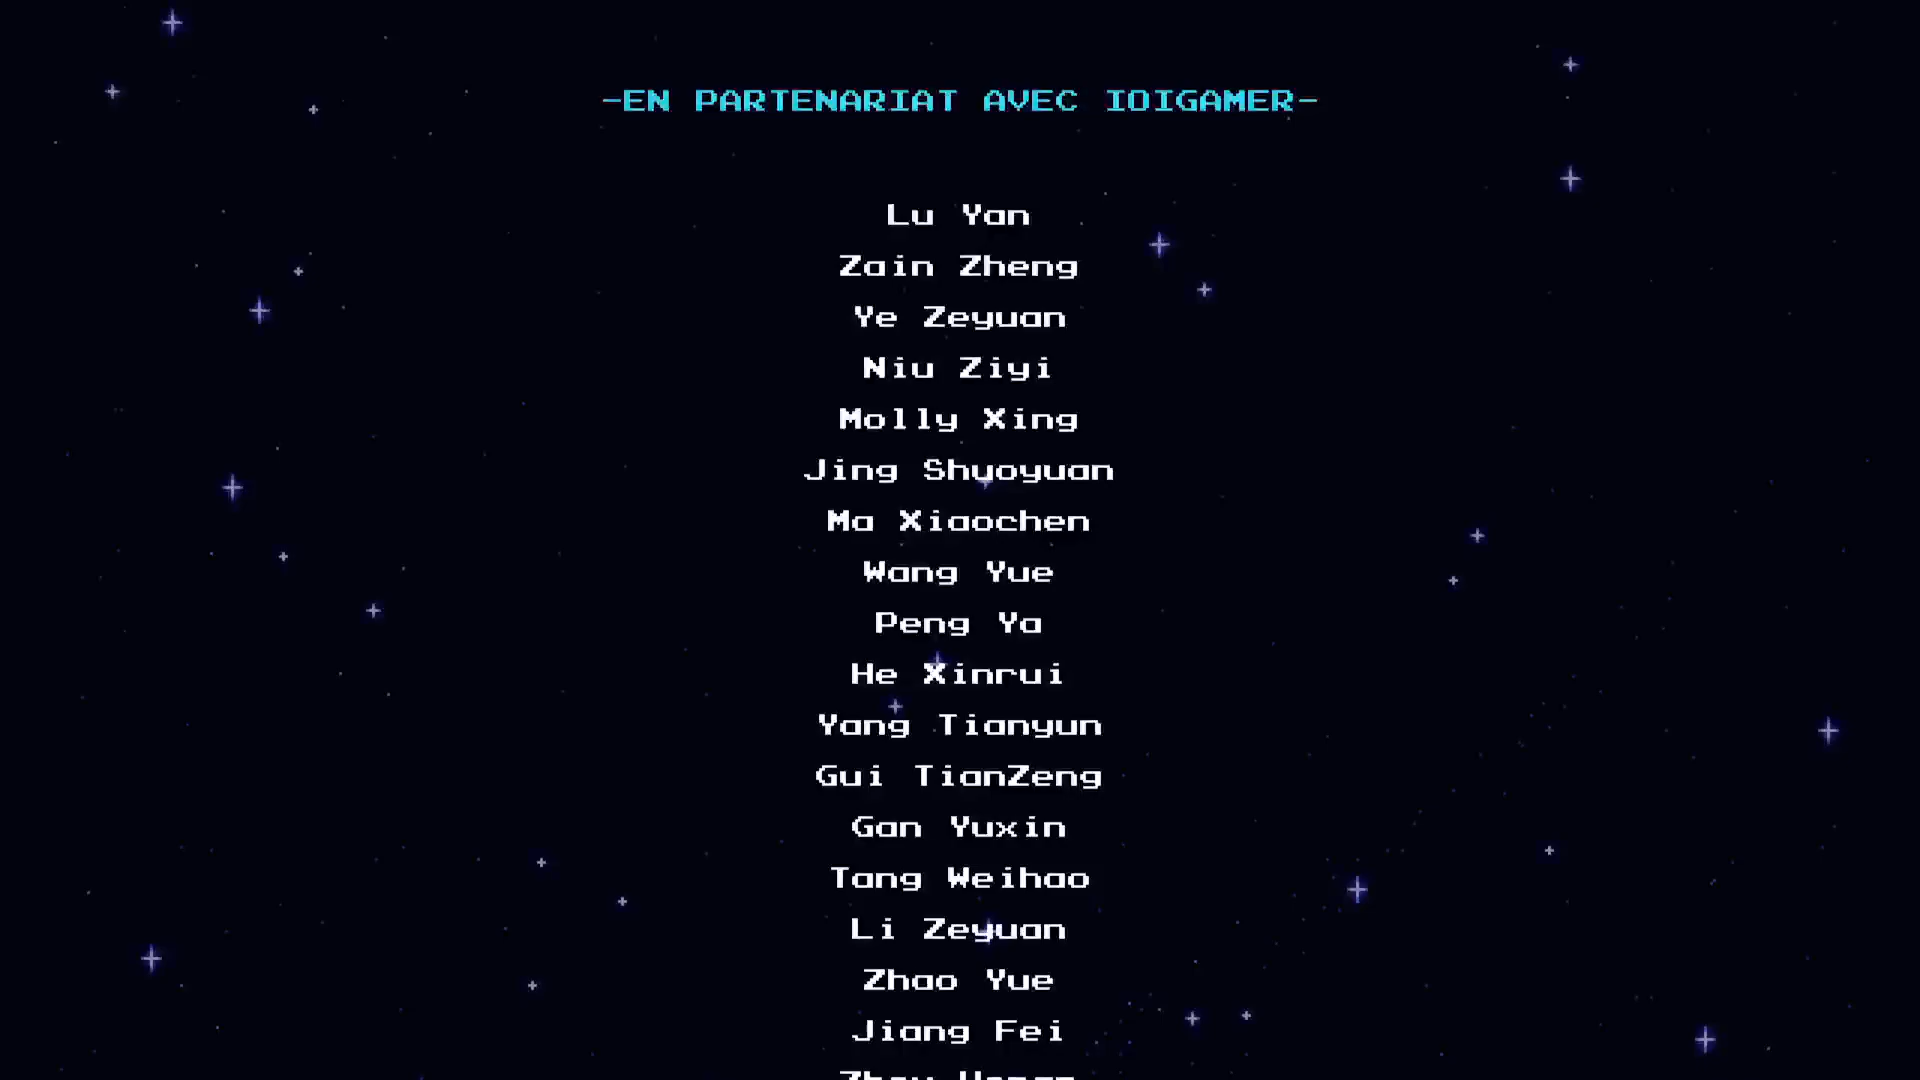 -EN PARTENARIAT AVEC IDIGAMER-
Lu Yan
Zain Zheng
Ye Zeyuan
Niu Ziyi
Molly Xing
Jing Shyoyuan
Ma Xiaochen
Wang Yue
Peng Ya
He Xinrui
Yang Tianyun
Gui TianZeng
Gan Yuxin
Tang Weihao
Li Zeyuan
Zhao Yue
Jiang Fei